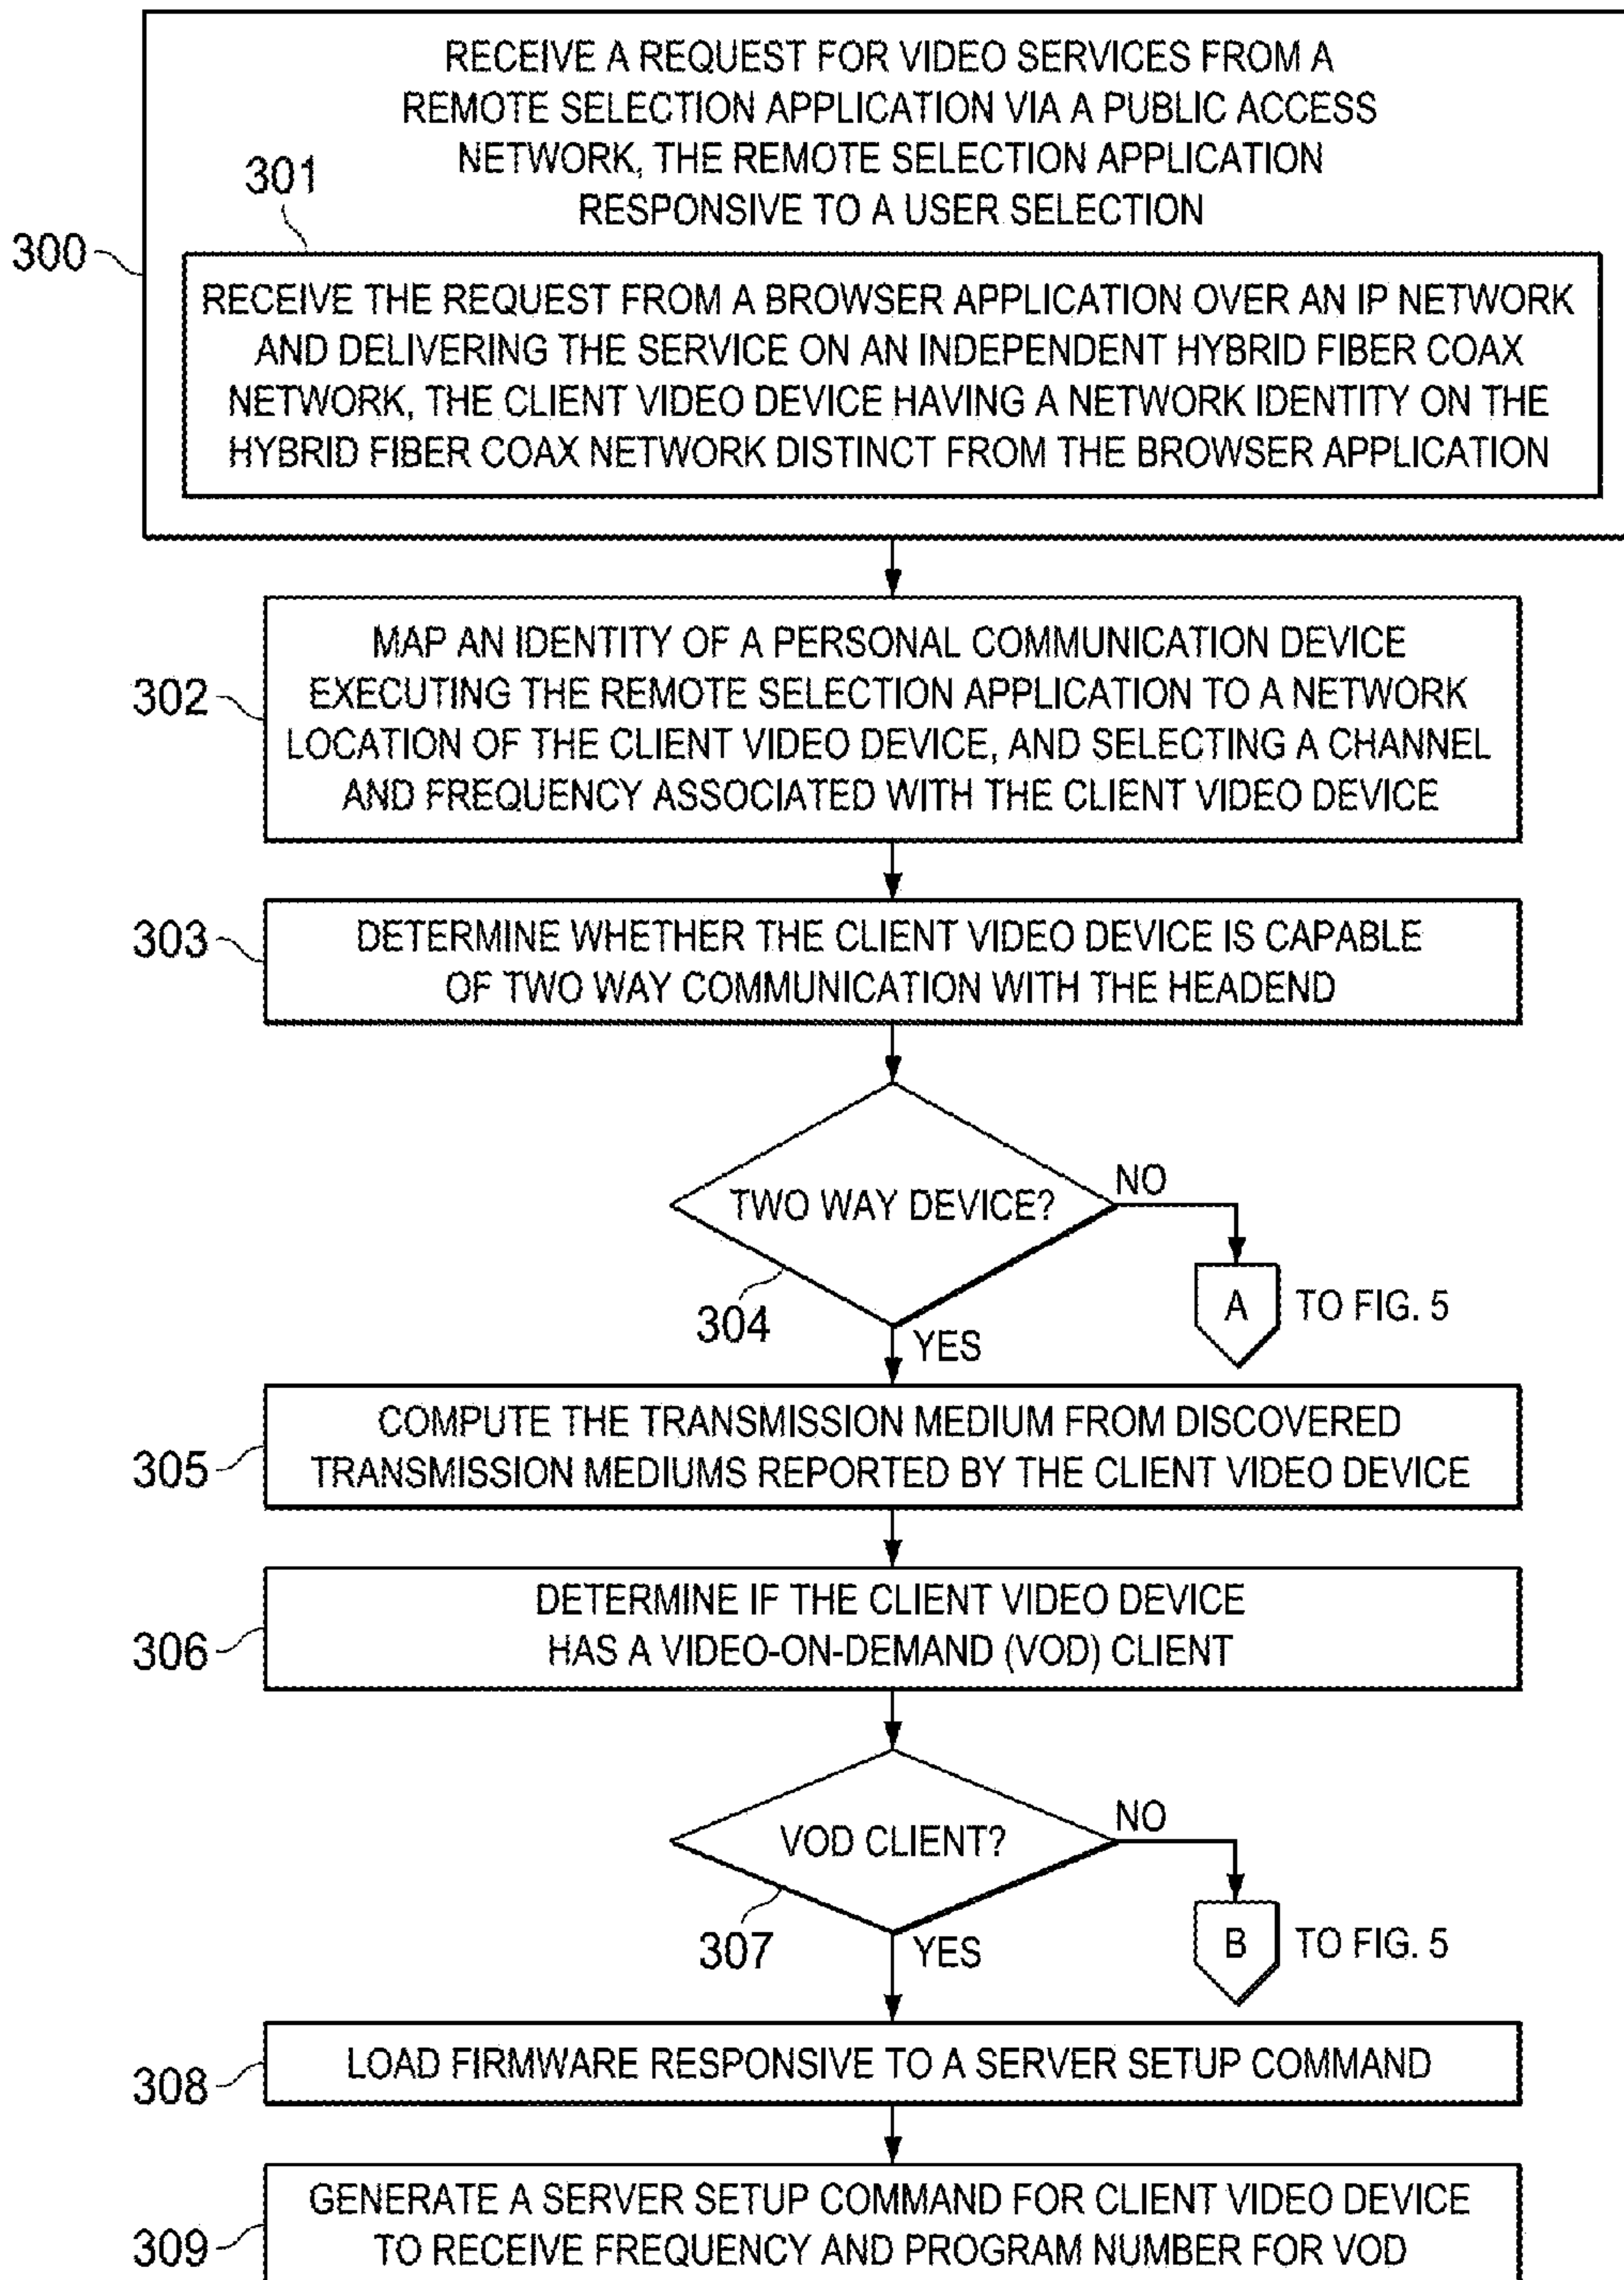 RECEIVE A REQUEST FOR VIDEO SERVICES FROM A
REMOTE SELECTION APPLICATION VIA A PUBLIC ACCESS
NETWORK, THE REMOTE SELECTION APPLICATION
RESPONSIVE TO A USER SELECTION
300
301
RECEIVE THE REQUEST FROM A BROWSER APPLICATION OVER AN IP NETWORK
AND DELIVERING THE SERVICE ON AN INDEPENDENT HYBRID FIBER COAX
NETWORK, THE CLIENT VIDEO DEVICE HAVING A NETWORK IDENTITY ON THE
HYBRID FIBER COAX NETWORK DISTINCT FROM THE BROWSER APPLICATION
302
MAP AN IDENTITY OF A PERSONAL COMMUNICATION DEVICE
EXECUTING THE REMOTE SELECTION APPLICATION TO A NETWORK
LOCATION OF THE CLIENT VIDEO DEVICE, AND SELECTING A CHANNEL
AND FREQUENCY ASSOCIATED WITH THE CLIENT VIDEO DEVICE
303
DETERMINE WHETHER THE CLIENT VIDEO DEVICE IS CAPABLE
OF TWO WAY COMMUNICATION WITH THE HEADEND
TWO WAY DEVICE?
NO
304
A
TO FIG. 5
YES
305
COMPUTE THE TRANSMISSION MEDIUM FROM DISCOVERED
TRANSMISSION MEDIUMS REPORTED BY THE CLIENT VIDEO DEVICE
306
DETERMINE IF THE CLIENT VIDEO DEVICE
HAS A VIDEO-ON-DEMAND (VOD) CLIENT
VOD CLIENT?
NO
307
B
TO FIG. 5
YES
308
LOAD FIRMWARE RESPONSIVE TO A SERVER SETUP COMMAND
309
GENERATE A SERVER SETUP COMMAND FOR CLIENT VIDEO DEVICE
TO RECEIVE FREQUENCY AND PROGRAM NUMBER FOR VOD